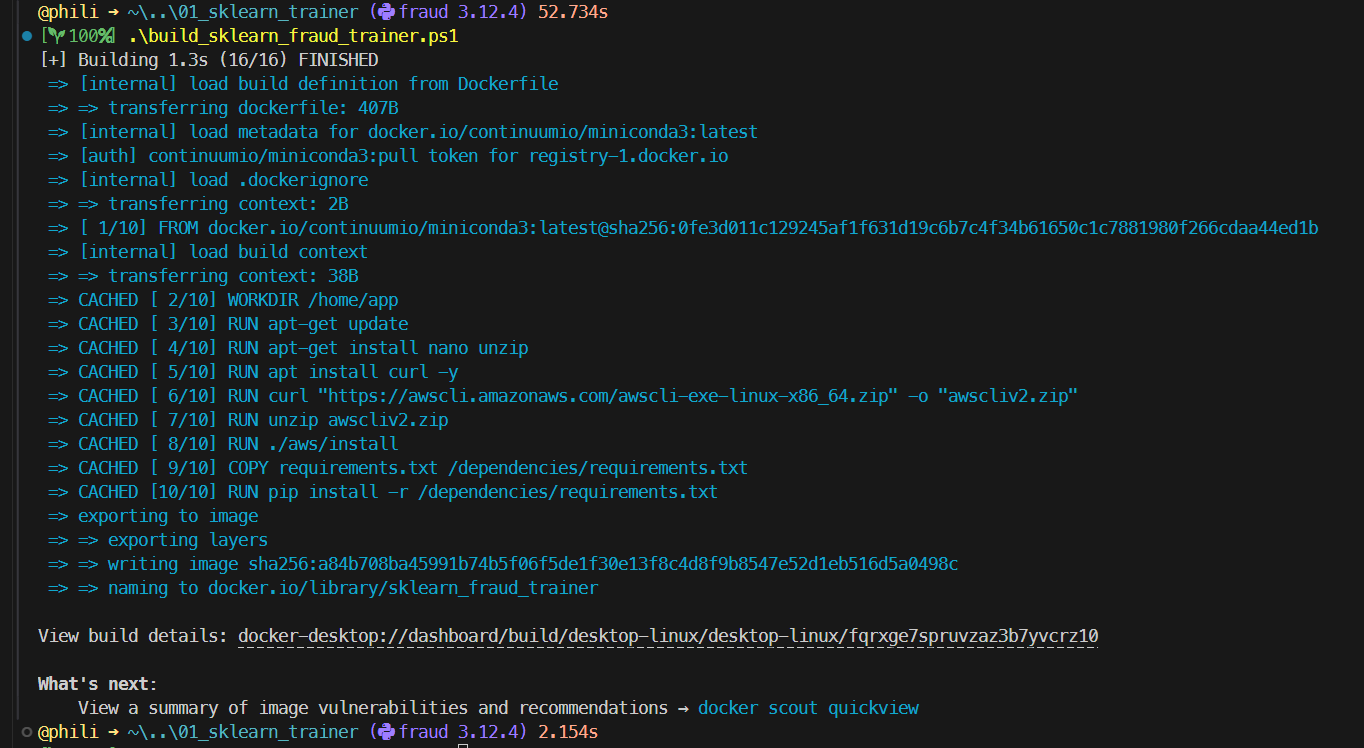 @phili → ~\..\01_sklearn_trainer (fraud 3.12.4) 52.734s
[100%] .\build_sklearn_fraud_trainer.ps1
[+] Building 1.3s (16/16) FINISHED
=> [internal] load build definition from Dockerfile
=> => transferring dockerfile: 407B
=> [internal] load metadata for docker.io/continuumio/miniconda3:latest
=> [auth] continuumio/miniconda3:pull token for registry-1.docker.io
=> [internal] load .dockerignore
=> => transferring context: 2B
=> [ 1/10] FROM docker.io/continuumio/miniconda3:latest@sha256:0fe3d011c129245af1f631d19c6b7c4f34b61650c1c7881980f266cdaa44ed1b
=> [internal] load build context
=> => transferring context: 38B
=> CACHED [ 2/10] WORKDIR /home/app
=> CACHED [ 3/10] RUN apt-get update
=> CACHED [ 4/10] RUN apt-get install nano unzip
=> CACHED [ 5/10] RUN apt install curl -y
=> CACHED [ 6/10] RUN curl "https://awscli.amazonaws.com/awscli-exe-linux-x86_64.zip" -o "awscliv2.zip"
=> CACHED [ 7/10] RUN unzip awscliv2.zip
=> CACHED [ 8/10] RUN ./aws/install
=> CACHED [ 9/10] COPY requirements.txt /dependencies/requirements.txt
=> CACHED [10/10] RUN pip install -r /dependencies/requirements.txt
=> exporting to image
=> => exporting layers
=> => writing image sha256:a84b708ba45991b74b5f06f5de1f30e13f8c4d8f9b8547e52d1eb516d5a0498c
=> => naming to docker.io/library/sklearn_fraud_trainer
View build details: docker-desktop://dashboard/build/desktop-linux/desktop-linux/fqrxge7spruvzaz3b7yvcrz10
What's next:
View a summary of image vulnerabilities and recommendations → docker scout quickview
@phili → ~\..\01_sklearn_trainer (fraud 3.12.4) 2.154s